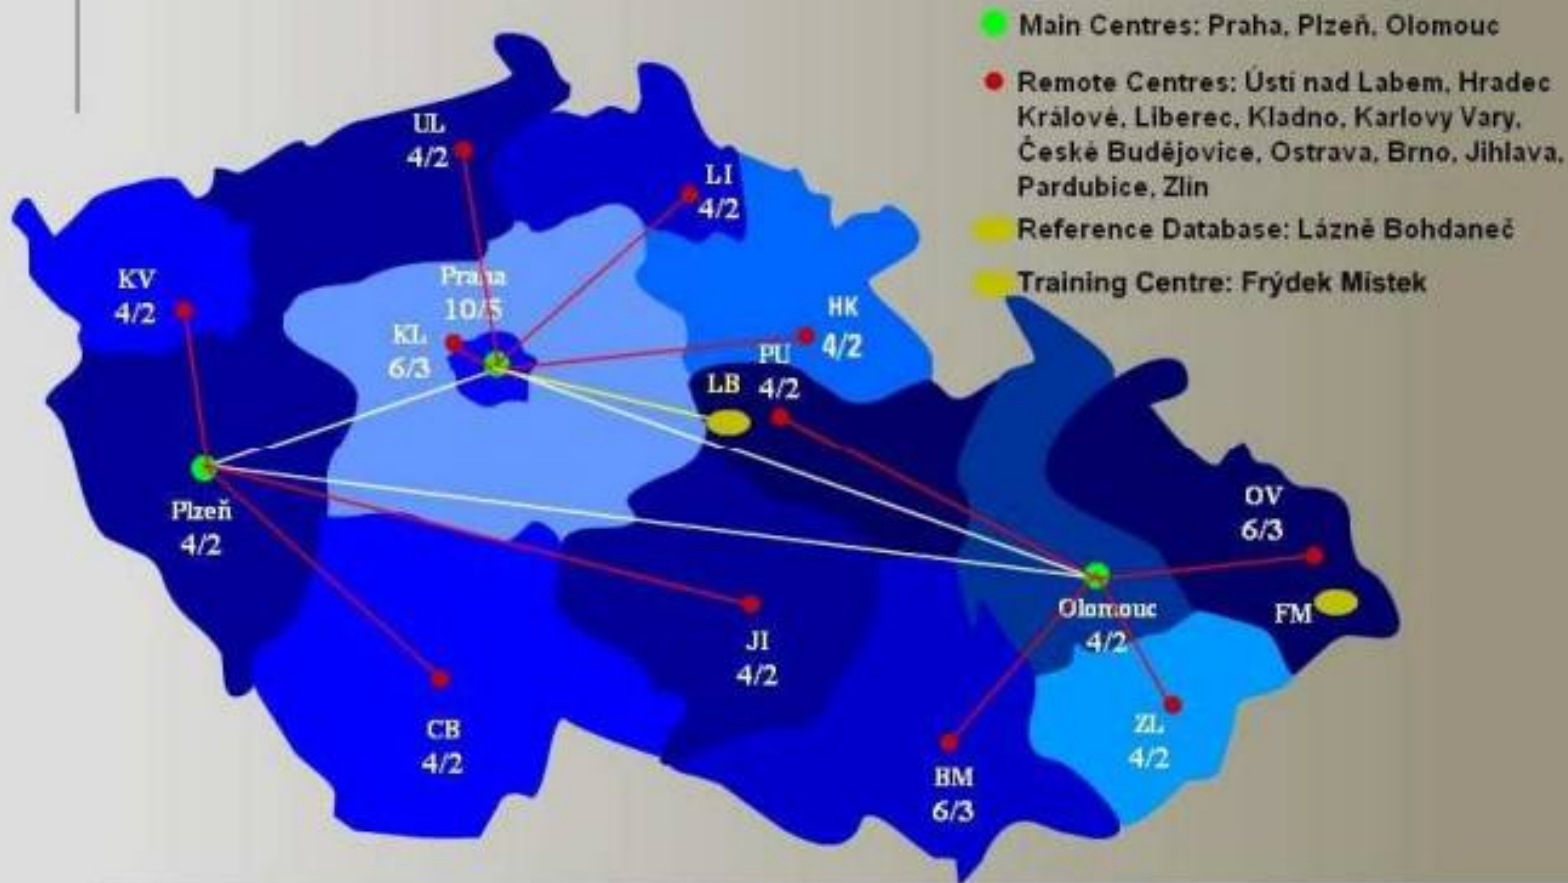 Main Centres: Praha, Plzeň, Olomouc
Remote Centres: Ústí nad Labem, Hradec
Králové, Liberec, Kladno, Karlovy Vary,
České Budějovice, Ostrava, Brno, Jihlava,
Pardubice, Zlín
Reference Database: Lázně Bohdaneč
Training Centre: Frýdek Místek
UL
4/2
LI
4/2
KV
4/2
Praha
10/5
KL
6/3
HK
4/2
PU
4/2
LB
Plzeň
4/2
OV
6/3
FM
Olomouc
4/2
JI
4/2
CB
4/2
ZL
4/2
BM
6/3